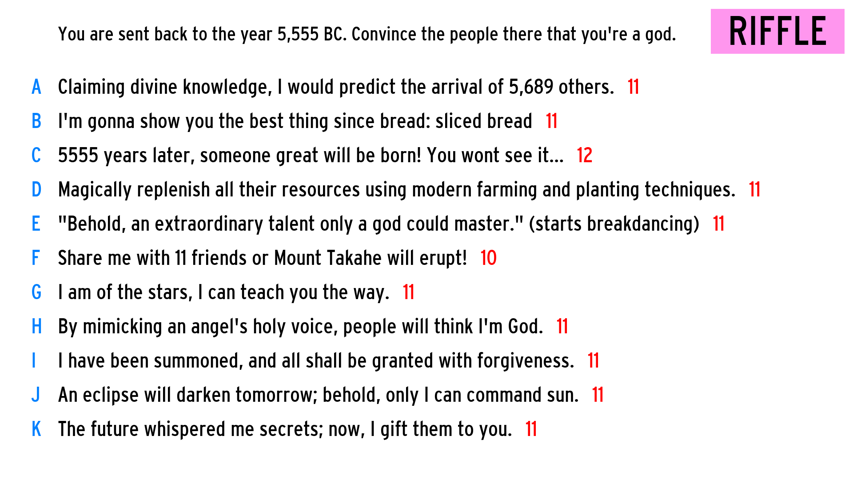 You are sent back to the year 5,555 BC. Convince the people there that you're a god.
RIFFLE
A Claiming divine knowledge, I would predict the arrival of 5,689 others. 11
B I'm gonna show you the best thing since bread: sliced bread 11
C 5555 years later, someone great will be born! You wont see it... 12
D Magically replenish all their resources using modern farming and planting techniques. 11
E "Behold, an extraordinary talent only a god could master." (starts breakdancing) 11
F Share me with 11 friends or Mount Takahe will erupt! 10
G I am of the stars, I can teach you the way. 11
H By mimicking an angel's holy voice, people will think I'm God. 11
I I have been summoned, and all shall be granted with forgiveness. 11
J An eclipse will darken tomorrow; behold, only I can command sun. 11
K The future whispered me secrets; now, I gift them to you. 11